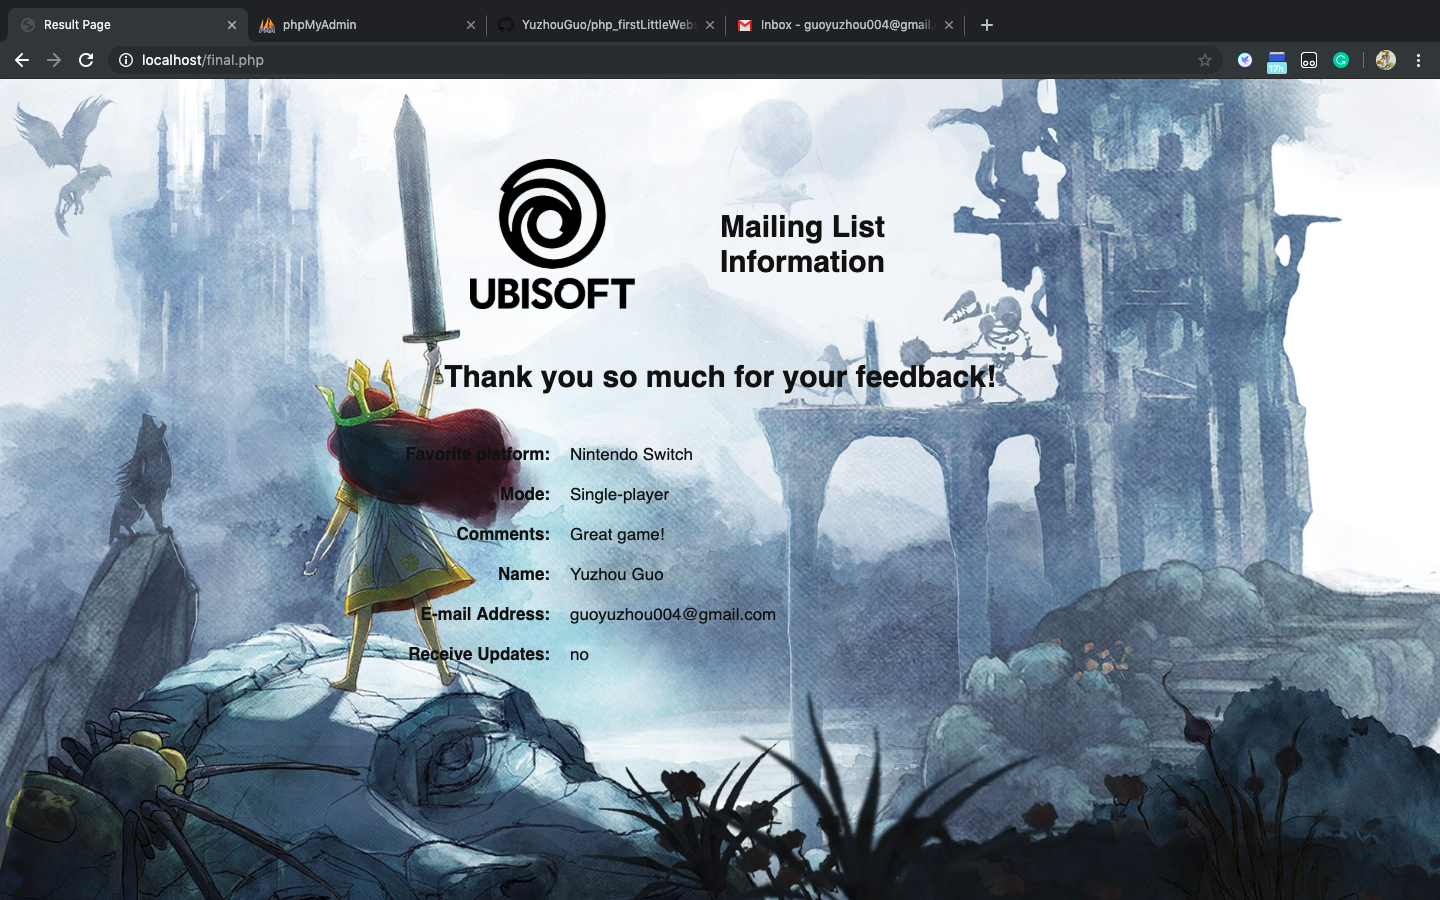 Result Page
phpMyAdmin
YuzhouGuo/php_firstLittleWebs
Inbox - guoyuzhou004@gmail.
localhost/final.php
17h
UBISOFT
Mailing List
Information
Thank you so much for your feedback!
Favorite platform: Nintendo Switch
Mode: Single-player
Comments: Great game!
Name: Yuzhou Guo
E-mail Address: guoyuzhou004@gmail.com
Receive Updates: no